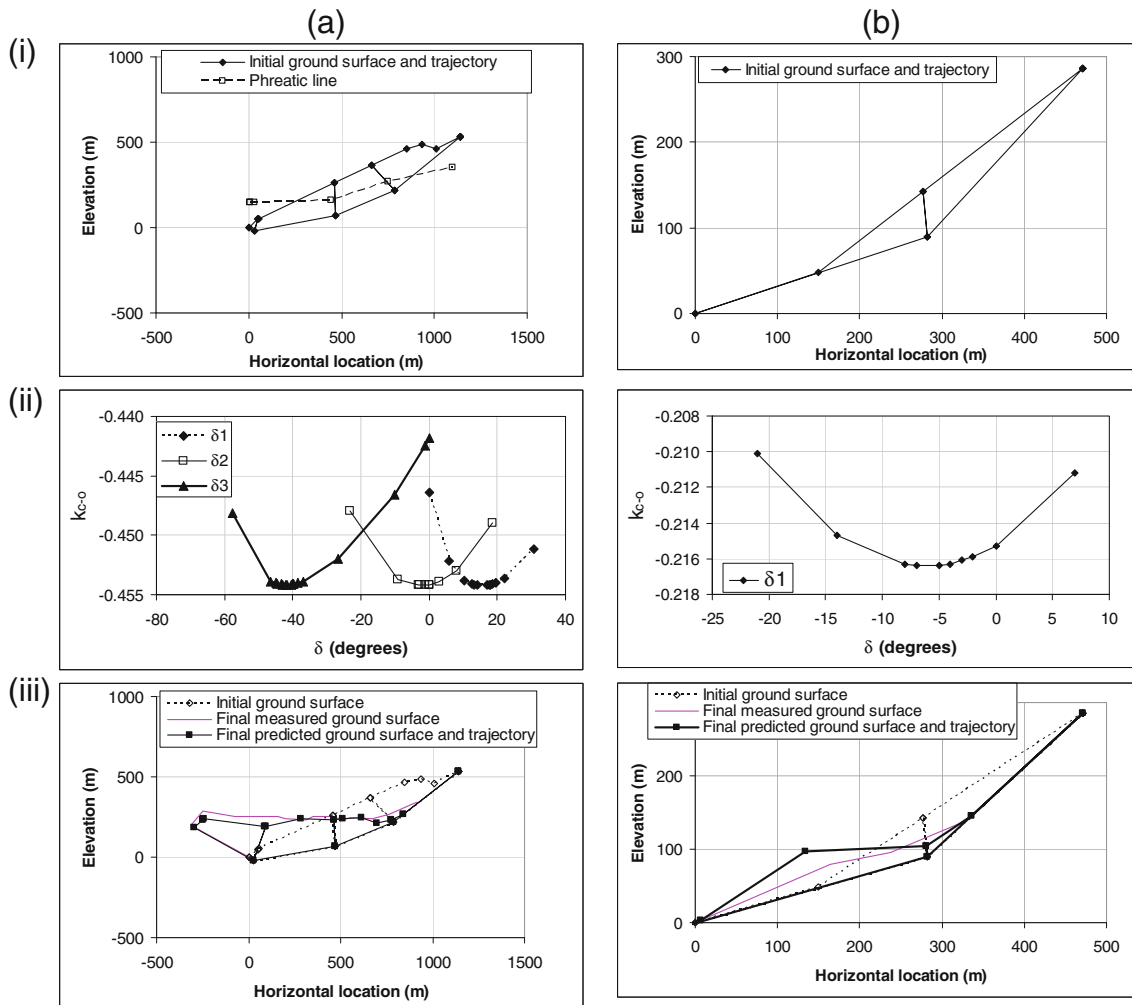 (a)
(b)
(i)
Initial ground surface and trajectory
Phreatic line
1000
500
0
-500
Elevation (m)
-500
0
500
1000
1500
Horizontal location (m)
Initial ground surface and trajectory
300
200
100
0
Elevation (m)
0
100
200
300
400
500
Horizontal location (m)
(ii)
-0.440
-0.445
-0.450
-0.455
kc-o
δ1
δ2
δ3
-80
-60
-40
-20
0
20
40
δ (degrees)
-0.208
-0.210
-0.212
-0.214
-0.216
-0.218
kc-o
δ1
-25
-20
-15
-10
-5
0
5
10
δ (degrees)
(iii)
Initial ground surface
Final measured ground surface
Final predicted ground surface and trajectory
1000
500
0
-500
Elevation (m)
-500
0
500
1000
1500
Horizontal location (m)
Initial ground surface
Final measured ground surface
Final predicted ground surface and trajectory
200
100
0
Elevation (m)
0
100
200
300
400
500
Horizontal location (m)